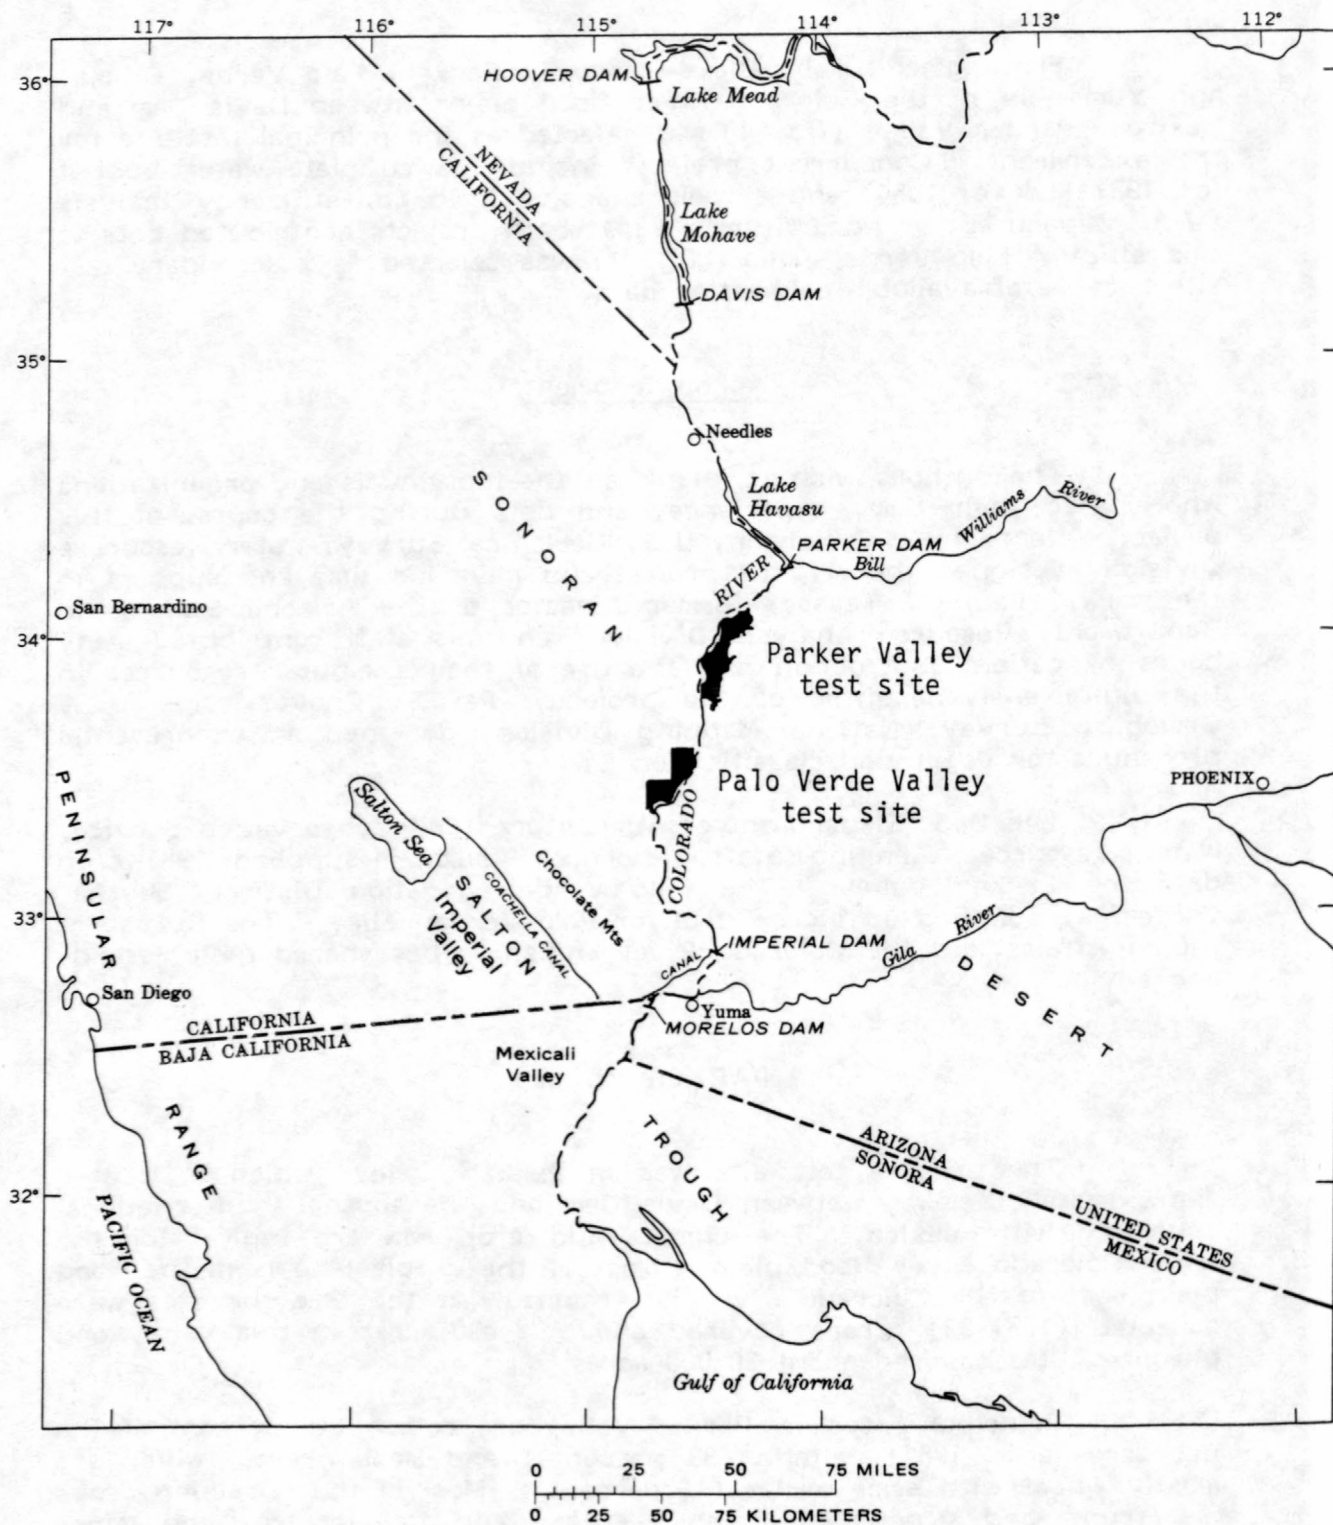 117° 116° 115° 114° 113° 112°
36°
HOOVER DAM
Lake Mead
NEVADA
CALIFORNIA
Lake
Mohave
DAVIS DAM
35°
Needles
SONORAN
Lake
Havasu
Bill Williams River
PARKER DAM
RIVER
San Bernardino
34°
Parker Valley
test site
Palo Verde Valley
test site
PHOENIX
PENINSULAR
Salton Sea
COLORADO
Chocolate Mts
COACHELLA CANAL
SALTON
Imperial
Valley
33°
IMPERIAL DAM
CANAL
Gila River
DESERT
San Diego
Yuma
MORELOS DAM
CALIFORNIA
BAJA CALIFORNIA
Mexicali
Valley
RANGE
TROUGH
ARIZONA
SONORA
32°
UNITED STATES
MEXICO
PACIFIC OCEAN
Gulf of California
0 25 50 75 MILES
0 25 50 75 KILOMETERS